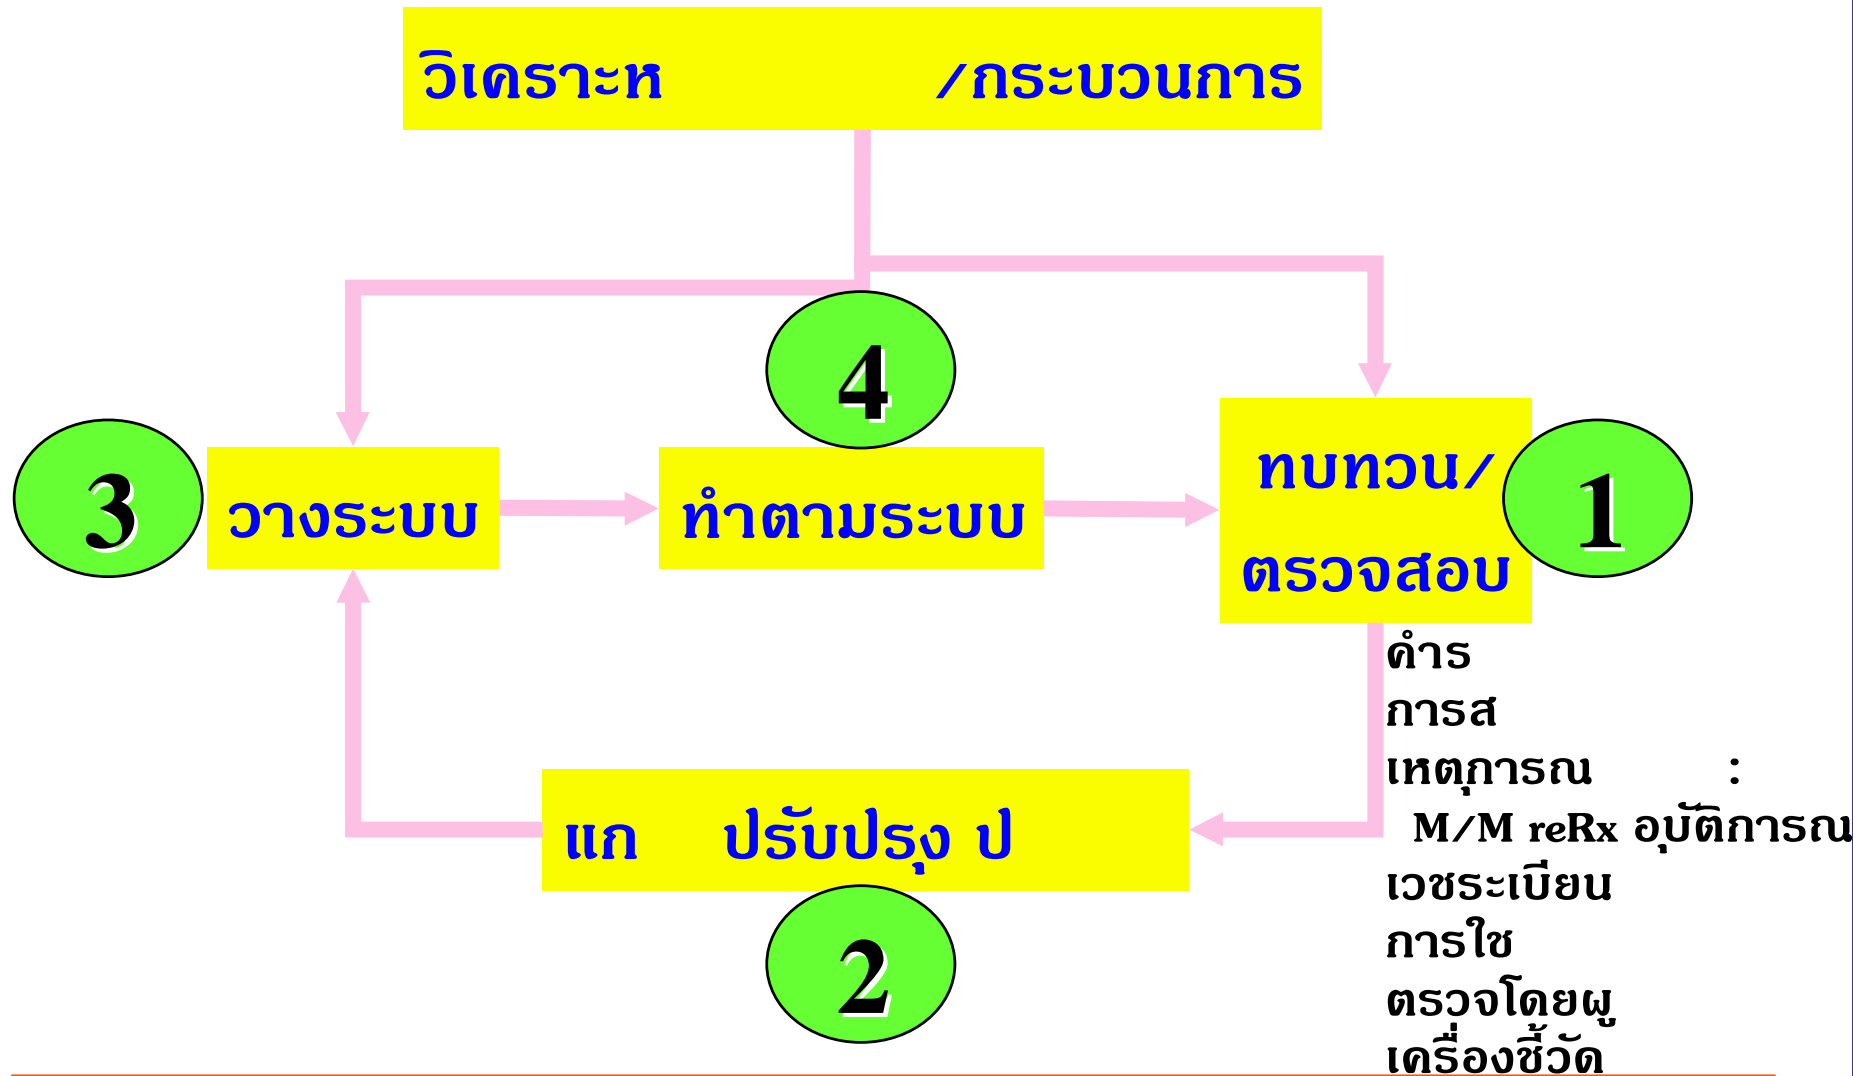 วิเคราะห /กระบวนการ
4
3
วางระบบ
ทำตามระบบ
ทบทวน/
ตรวจสอบ
1
คำร
การส
เหตุการณ :
M/M reRx อุบัติการณ
เวชระเบียน
การใช
ตรวจโดยผู
เครื่องชี้วัด
แก ปรับปรุง ป
2